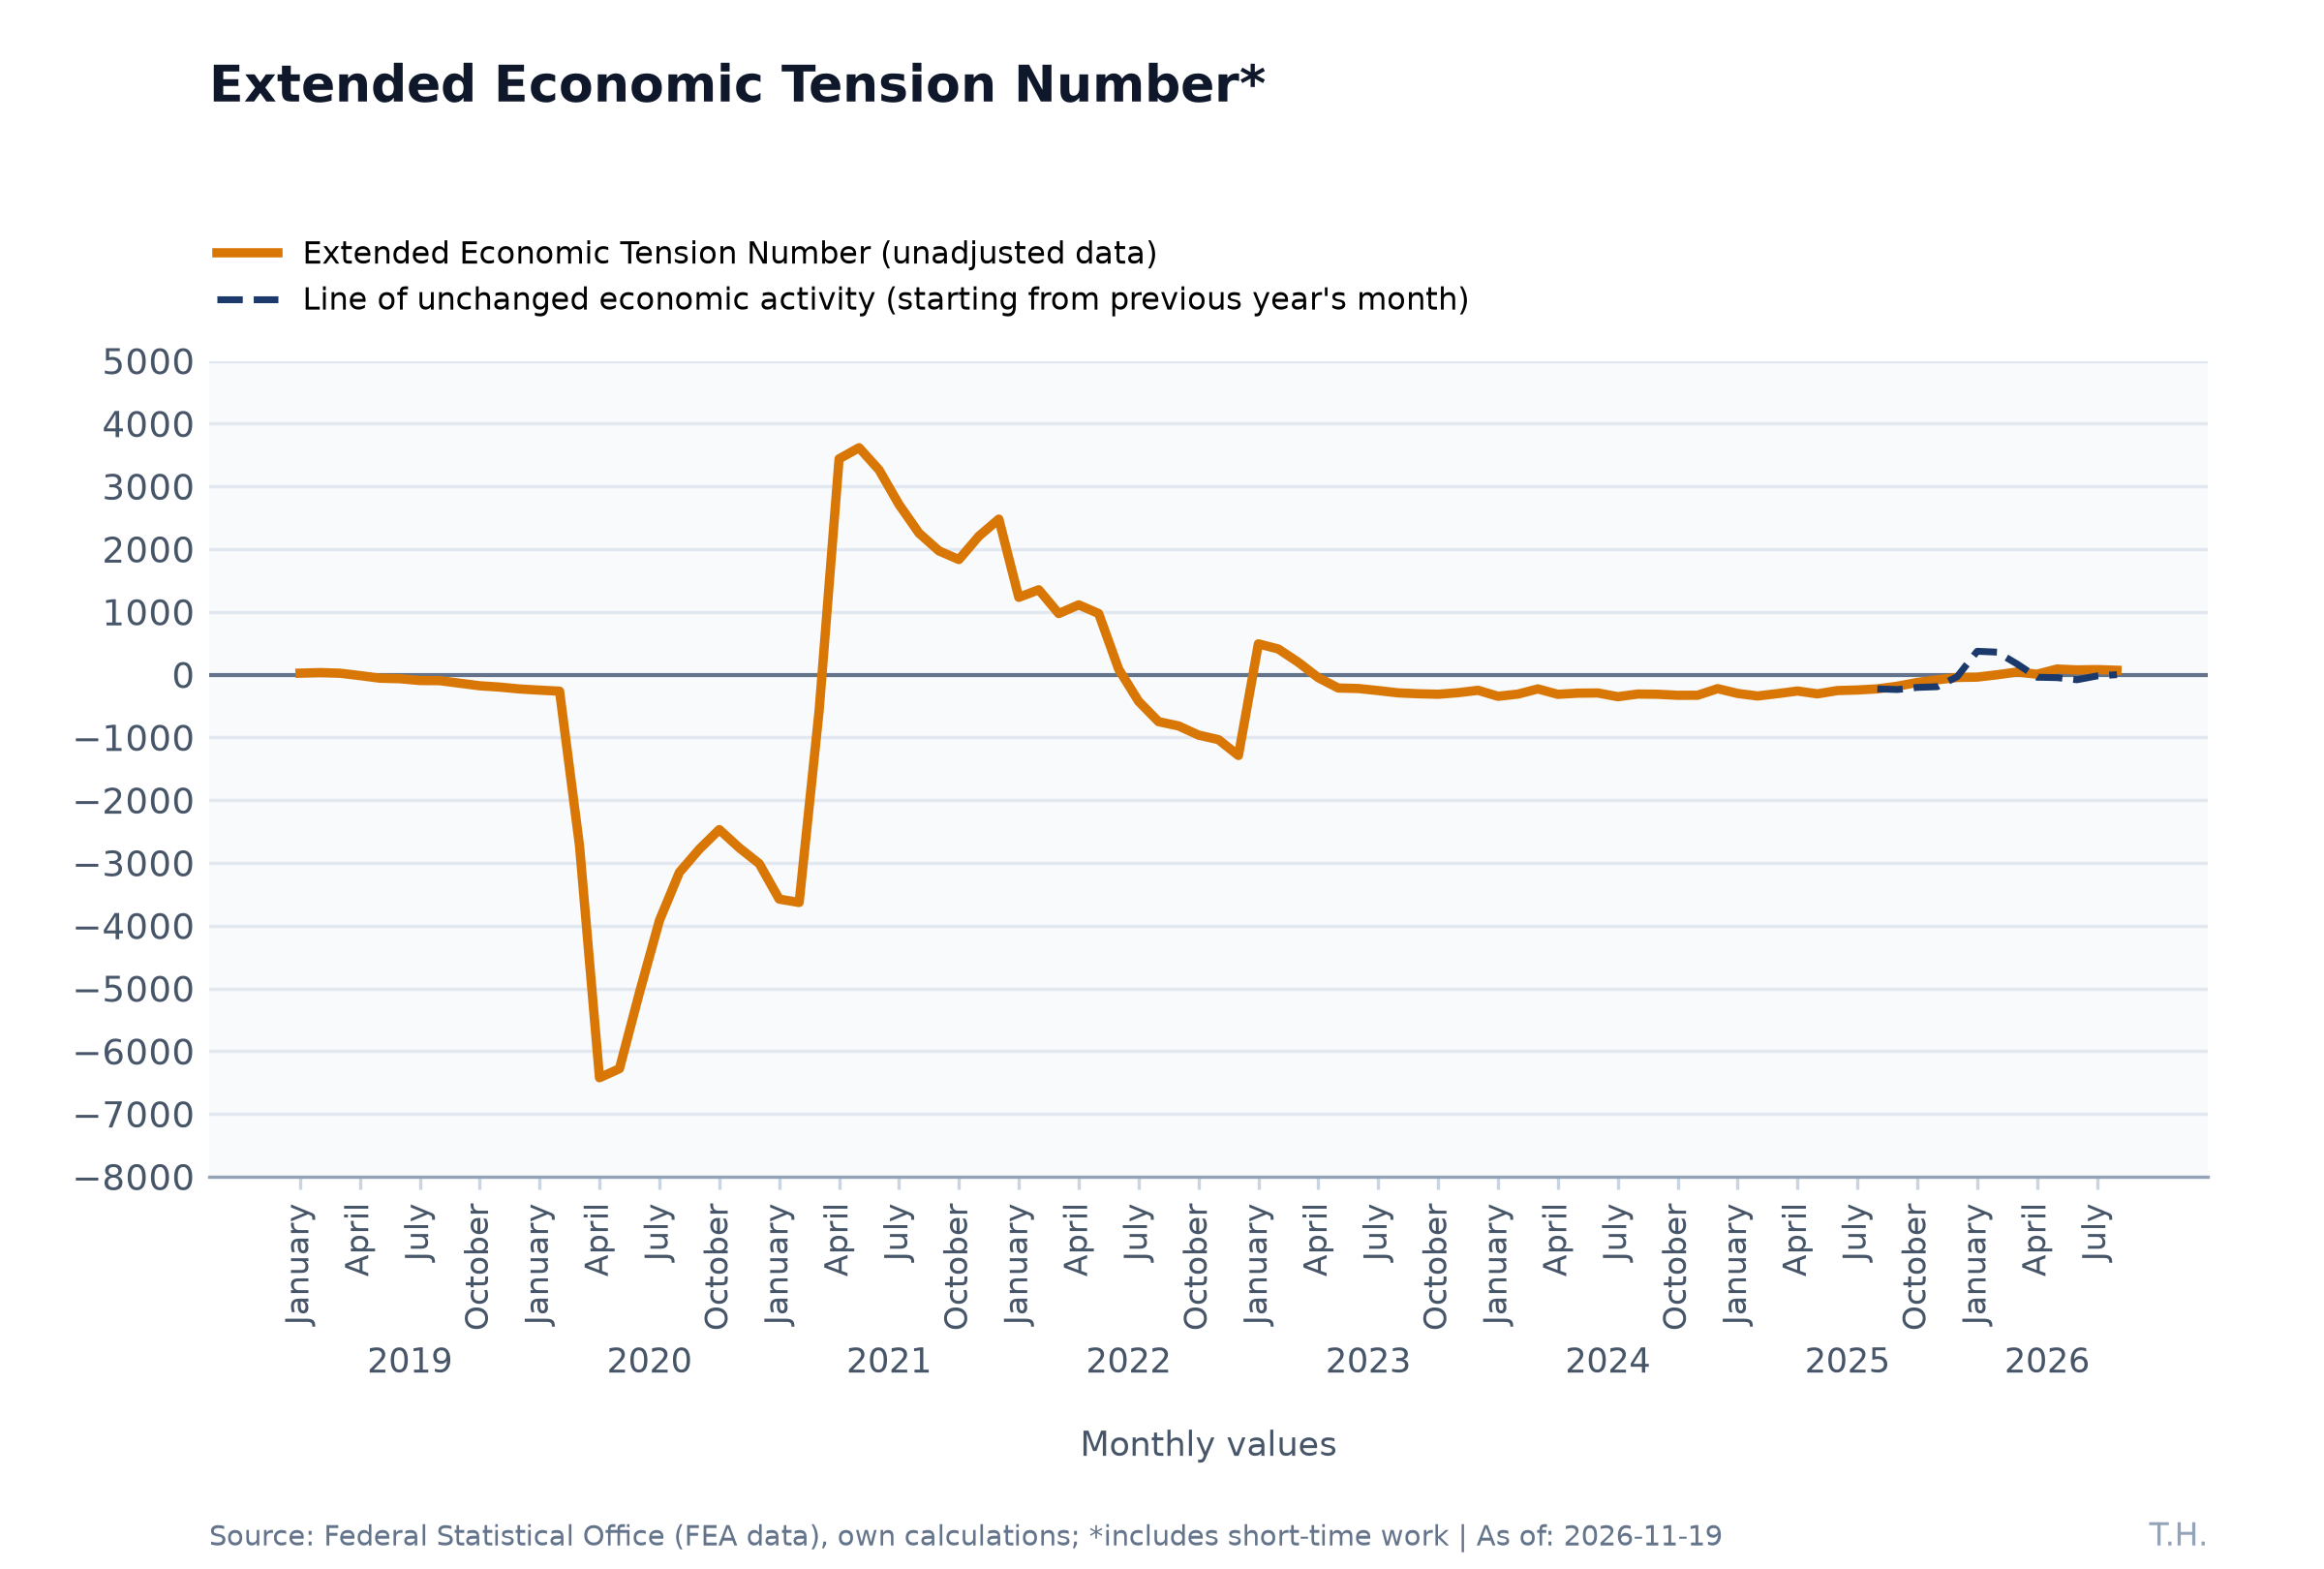 Extended Economic Tension Number*
Extended Economic Tension Number (unadjusted data)
Line of unchanged economic activity (starting from previous year's month)
5000
4000
3000
2000
1000
0
−1000
−2000
−3000
−4000
−5000
−6000
−7000
−8000
January April July October January April July October January April July October January April July October January April July October January April July October January April July October January April July
2019 2020 2021 2022 2023 2024 2025 2026
Monthly values
Source: Federal Statistical Office (FEA data), own calculations; *includes short-time work | As of: 2026-11-19
T.H.